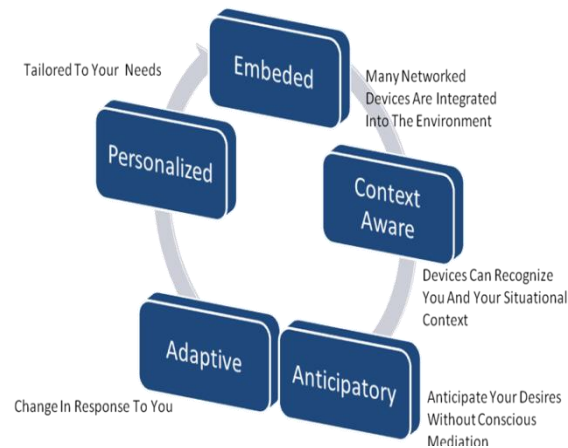 Embeded
Many Networked
Devices Are Integrated
Into The Environment
Context
Aware
Devices Can Recognize
You And Your Situational
Context
Anticipatory
Anticipate Your Desires
Without Conscious
Mediation
Adaptive
Change In Response To You
Personalized
Tailored To Your Needs